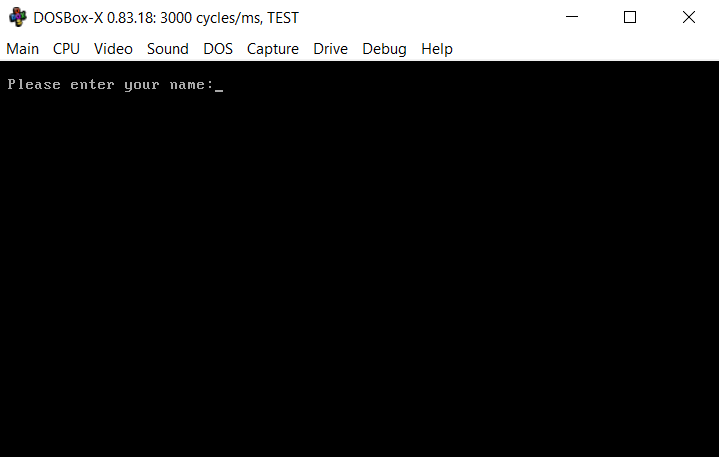 DOSBox-X 0.83.18: 3000 cycles/ms, TEST
Main CPU Video Sound DOS Capture Drive Debug Help
Please enter your name:_